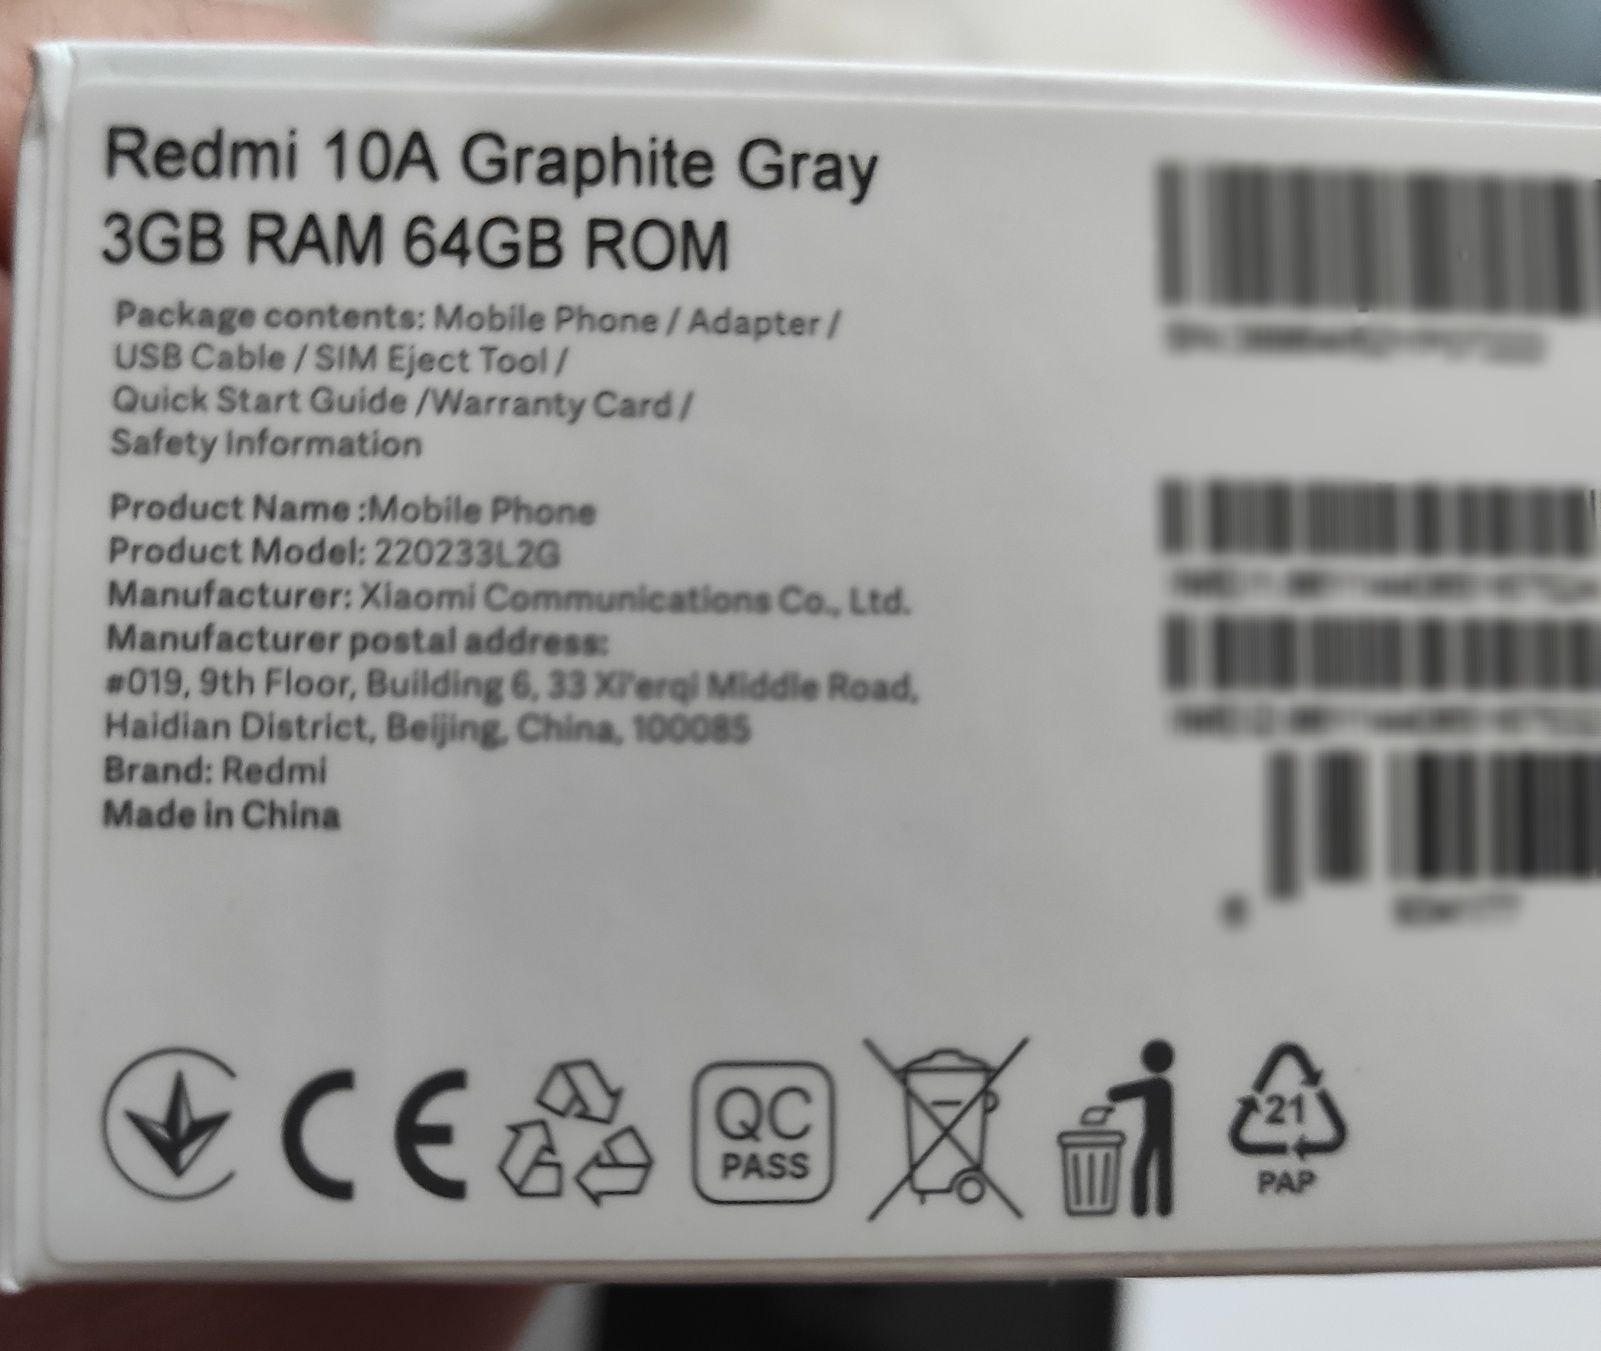 Redmi 10A Graphite Gray
3GB RAM 64GB ROM
Package contents: Mobile Phone / Adapter /
USB Cable / SIM Eject Tool /
Quick Start Guide /Warranty Card /
Safety Information
Product Name :Mobile Phone
Product Model: 220233L2G
Manufacturer: Xiaomi Communications Co., Ltd.
Manufacturer postal address:
#019, 9th Floor, Building 6, 33 Xi'erqi Middle Road,
Haidian District, Beijing, China, 100085
Brand: Redmi
Made in China
CE
QC
PASS
21
PAP